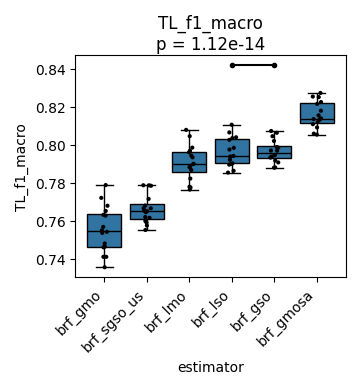 TL_f1_macro
p = 1.12e-14
TL_f1_macro
0.84
0.82
0.80
0.78
0.76
0.74
brf_gmo
brf_sgso_us
brf_lmo
brf_lso
brf_gso
brf_gmosa
estimator